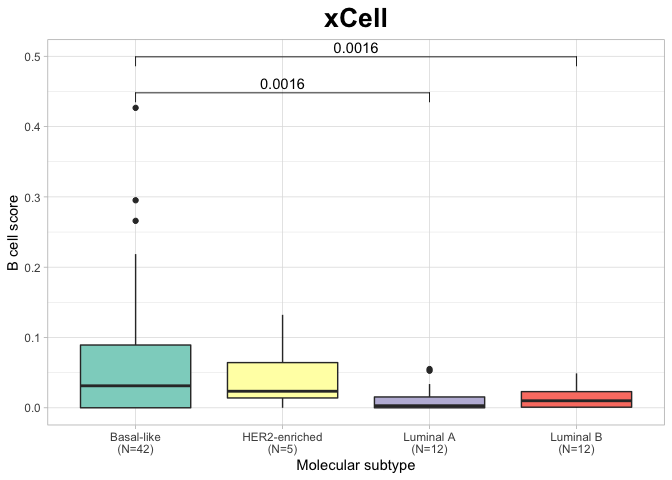 xCell
0.5
0.0016
0.0016
0.4
0.3
B cell score
0.2
0.1
0.0
Basal-like
(N=42)
HER2-enriched
(N=5)
Luminal A
(N=12)
Luminal B
(N=12)
Molecular subtype